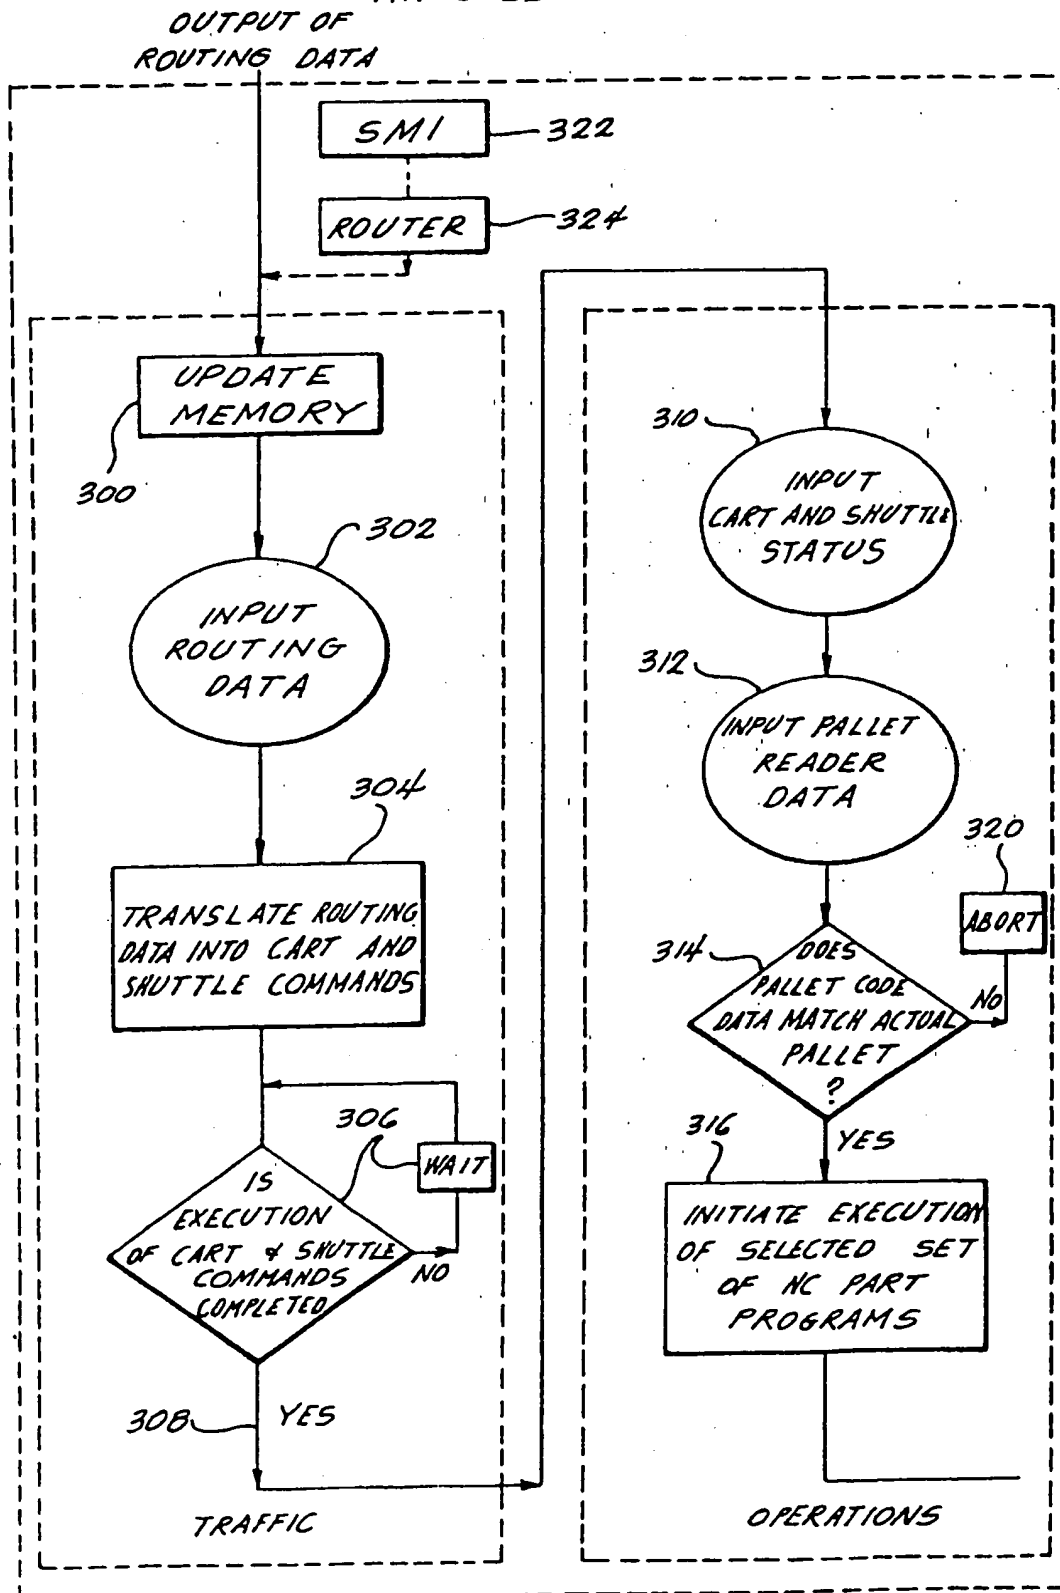 OUTPUT OF
ROUTING DATA
SMI
322
ROUTER
324
UPDATE
MEMORY
300
302
INPUT
ROUTING
DATA
304
TRANSLATE ROUTING
DATA INTO CART AND
SHUTTLE COMMANDS
306
WAIT
IS
EXECUTION
OF CART & SHUTTLE
COMMANDS
COMPLETED
NO
308
YES
TRAFFIC
310
INPUT
CART AND SHUTTLE
STATUS
312
INPUT PALLET
READER
DATA
320
ABORT
314
DOES
PALLET CODE
DATA MATCH ACTUAL
PALLET
?
NO
YES
316
INITIATE EXECUTION
OF SELECTED SET
OF NC PART
PROGRAMS
OPERATIONS